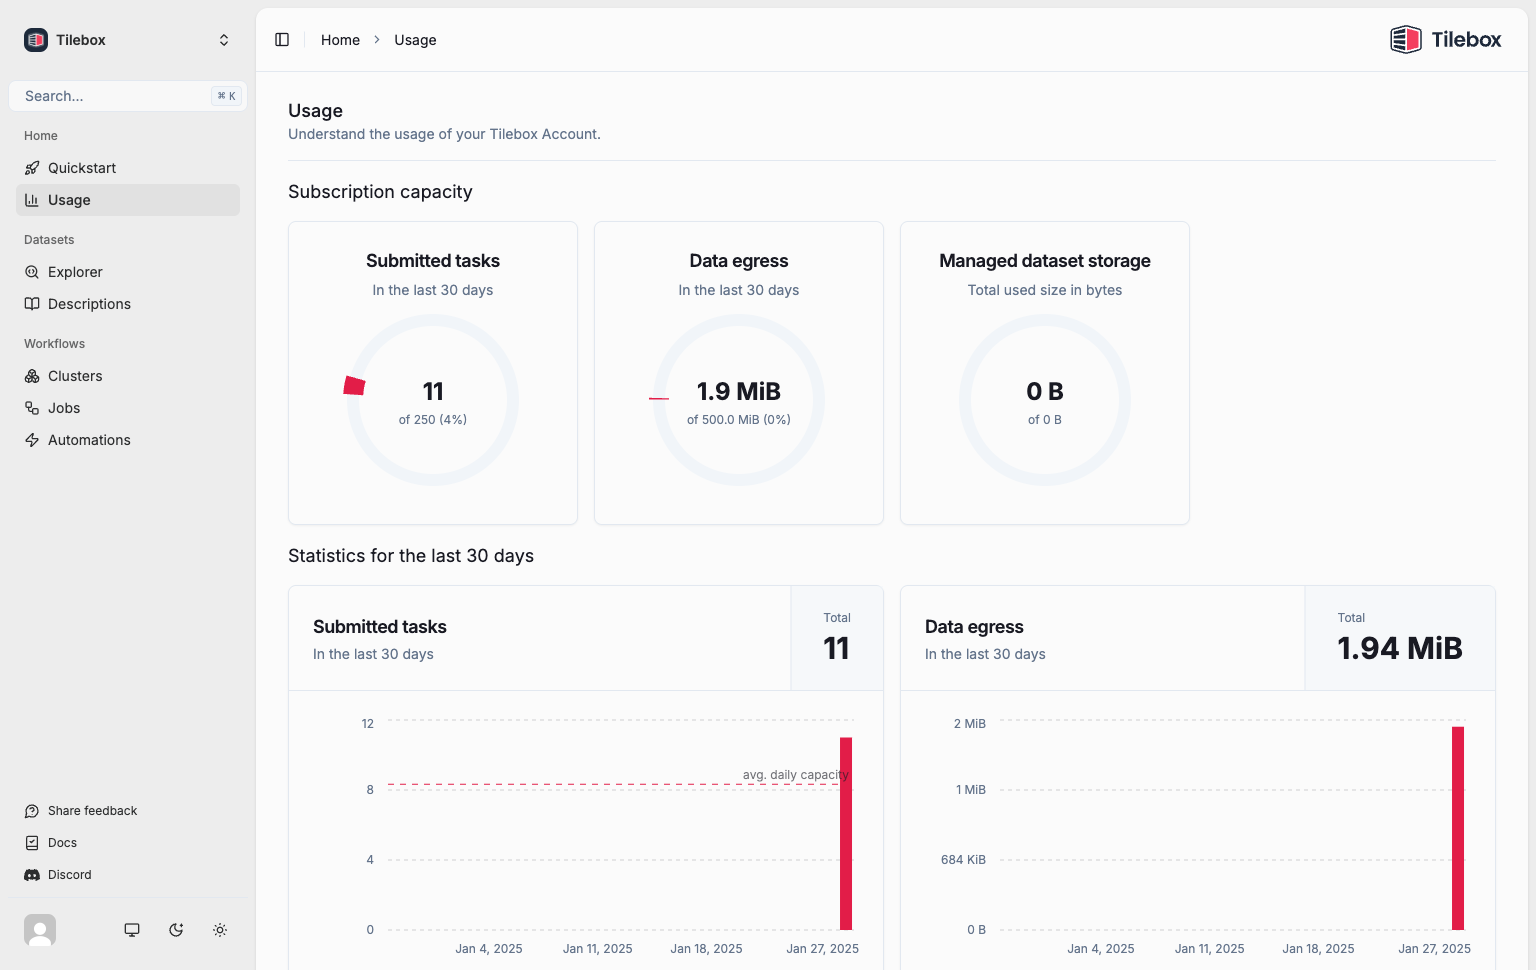 Tilebox
Search...
⌘ K
Home
Quickstart
Usage
Datasets
Explorer
Descriptions
Workflows
Clusters
Jobs
Automations
Share feedback
Docs
Discord
Home > Usage
Tilebox
Usage
Understand the usage of your Tilebox Account.
Subscription capacity
Submitted tasks
In the last 30 days
11
of 250 (4%)
Data egress
In the last 30 days
1.9 MiB
of 500.0 MiB (0%)
Managed dataset storage
Total used size in bytes
0 B
of 0 B
Statistics for the last 30 days
Submitted tasks
In the last 30 days
Total
11
12
avg. daily capacity
8
4
0
Jan 4, 2025 Jan 11, 2025 Jan 18, 2025 Jan 27, 2025
Data egress
In the last 30 days
Total
1.94 MiB
2 MiB
1 MiB
684 KiB
0 B
Jan 4, 2025 Jan 11, 2025 Jan 18, 2025 Jan 27, 2025